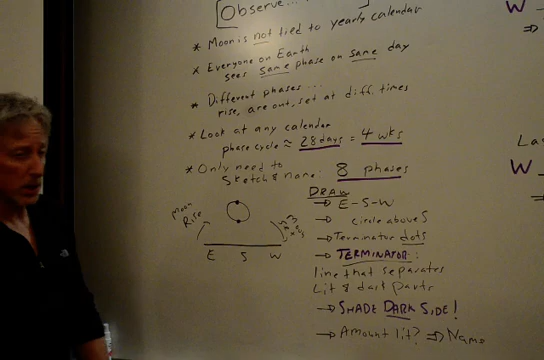 Observe...
* Moon is not tied to yearly calendar
* Everyone on Earth
sees same phase on same day
* Different phases...
rise, are out, set at diff. times
* Look at any calendar
phase cycle ≈ 28 days = 4 wks
* Only need to
sketch & name: 8 phases
DRAW
→ E-S-W
→ circle above S
→ Terminator dots
→ TERMINATOR:
line that separates
Lit & dark parts
→ SHADE DARK SIDE!
→ Amount lit? ⇒ Name
Moon
Rise
E S W
W
La
W